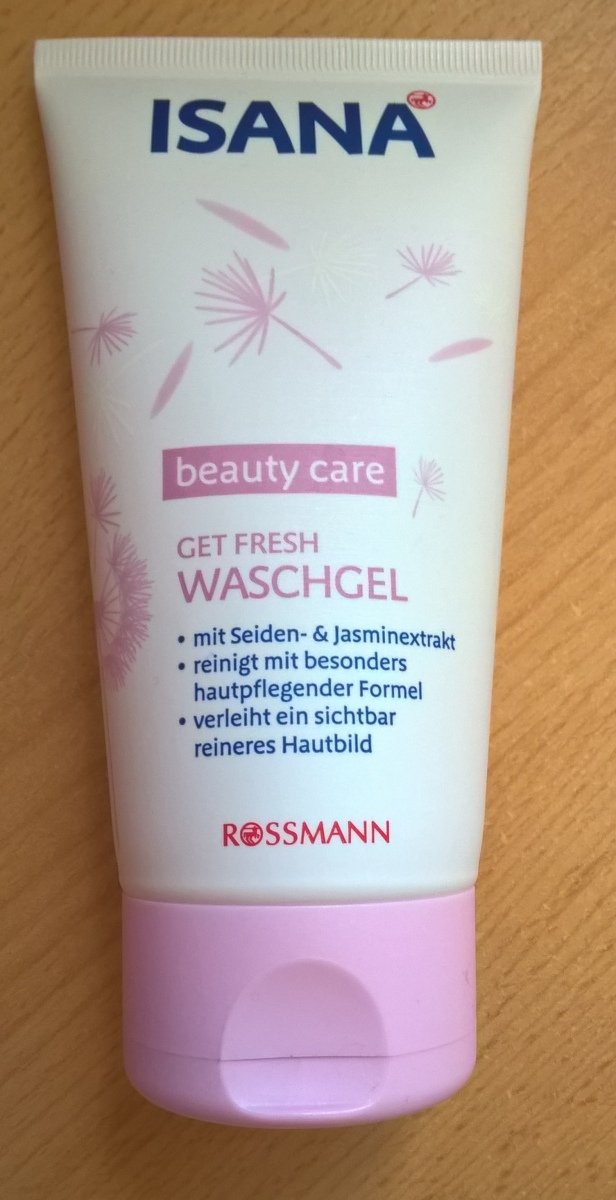 ISANA
beauty care
GET FRESH
WASCHGEL
• mit Seiden- & Jasminextrakt
• reinigt mit besonders
hautpflegender Formel
• verleiht ein sichtbar
reineres Hautbild
ROSSMANN